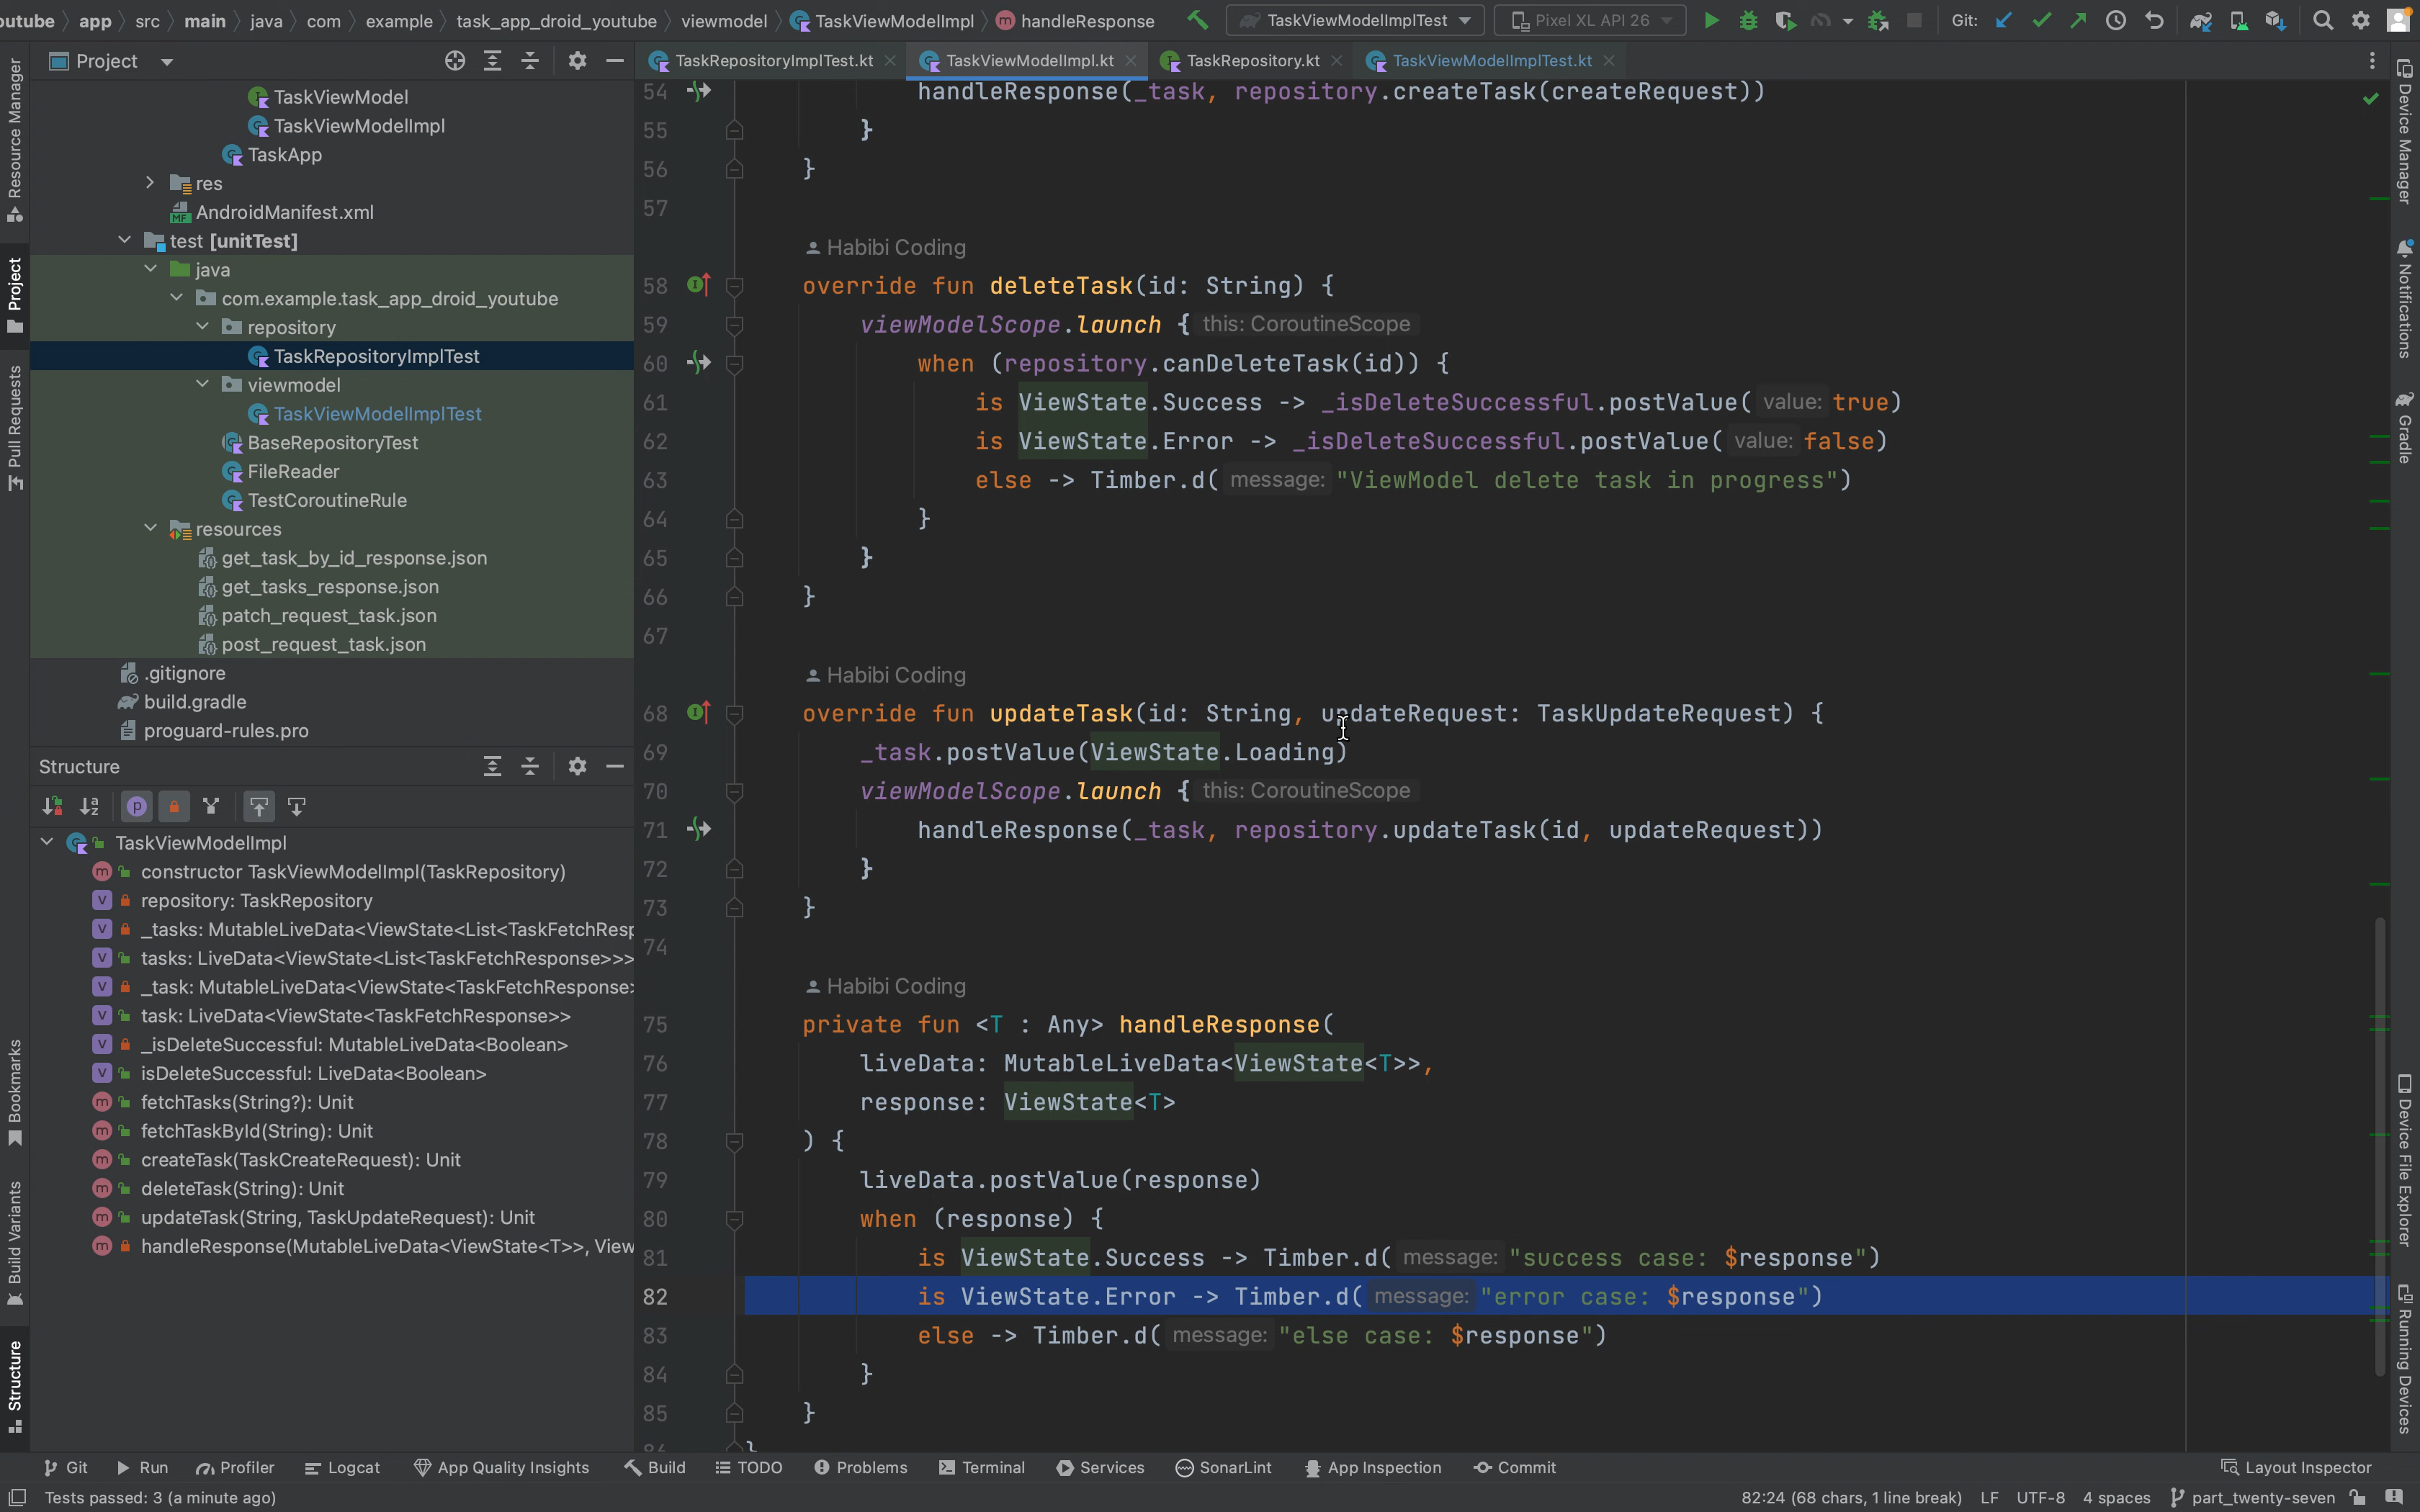 outube app src main java com example task_app_droid_youtube viewmodel TaskViewModelImpl handleResponse TaskViewModelImplTest Pixel XL API 26 Git:
Project
TaskRepositoryImplTest.kt TaskViewModelImpl.kt TaskRepository.kt TaskViewModelImplTest.kt
Resource Manager
Project
Pull Requests
Bookmarks
Build Variants
Structure
TaskViewModel
TaskViewModelImpl
TaskApp
res
AndroidManifest.xml
test [unitTest]
java
com.example.task_app_droid_youtube
repository
TaskRepositoryImplTest
viewmodel
TaskViewModelImplTest
BaseRepositoryTest
FileReader
TestCoroutineRule
resources
get_task_by_id_response.json
get_tasks_response.json
patch_request_task.json
post_request_task.json
.gitignore
build.gradle
proguard-rules.pro
Structure
TaskViewModelImpl
constructor TaskViewModelImpl(TaskRepository)
repository: TaskRepository
_tasks: MutableLiveData<ViewState<List<TaskFetchResp
tasks: LiveData<ViewState<List<TaskFetchResponse>>>
_task: MutableLiveData<ViewState<TaskFetchResponse>
task: LiveData<ViewState<TaskFetchResponse>>
_isDeleteSuccessful: MutableLiveData<Boolean>
isDeleteSuccessful: LiveData<Boolean>
fetchTasks(String?): Unit
fetchTaskById(String): Unit
createTask(TaskCreateRequest): Unit
deleteTask(String): Unit
updateTask(String, TaskUpdateRequest): Unit
handleResponse(MutableLiveData<ViewState<T>>, View
54 handleResponse(_task, repository.createTask(createRequest))
55 }
56 }
57
Habibi Coding
58 override fun deleteTask(id: String) {
59 viewModelScope.launch { this: CoroutineScope
60 when (repository.canDeleteTask(id)) {
61 is ViewState.Success -> _isDeleteSuccessful.postValue( value: true)
62 is ViewState.Error -> _isDeleteSuccessful.postValue( value: false)
63 else -> Timber.d( message: "ViewModel delete task in progress")
64 }
65 }
66 }
67
Habibi Coding
68 override fun updateTask(id: String, updateRequest: TaskUpdateRequest) {
69 _task.postValue(ViewState.Loading)
70 viewModelScope.launch { this: CoroutineScope
71 handleResponse(_task, repository.updateTask(id, updateRequest))
72 }
73 }
74
Habibi Coding
75 private fun <T : Any> handleResponse(
76 liveData: MutableLiveData<ViewState<T>>,
77 response: ViewState<T>
78 ) {
79 liveData.postValue(response)
80 when (response) {
81 is ViewState.Success -> Timber.d( message: "success case: $response")
82 is ViewState.Error -> Timber.d( message: "error case: $response")
83 else -> Timber.d( message: "else case: $response")
84 }
85 }
86 }
Device Manager
Notifications
Gradle
Device File Explorer
Running Devices
Git Run Profiler Logcat App Quality Insights Build TODO Problems Terminal Services SonarLint App Inspection Commit Layout Inspector
Tests passed: 3 (a minute ago) 82:24 (68 chars, 1 line break) LF UTF-8 4 spaces part_twenty-seven